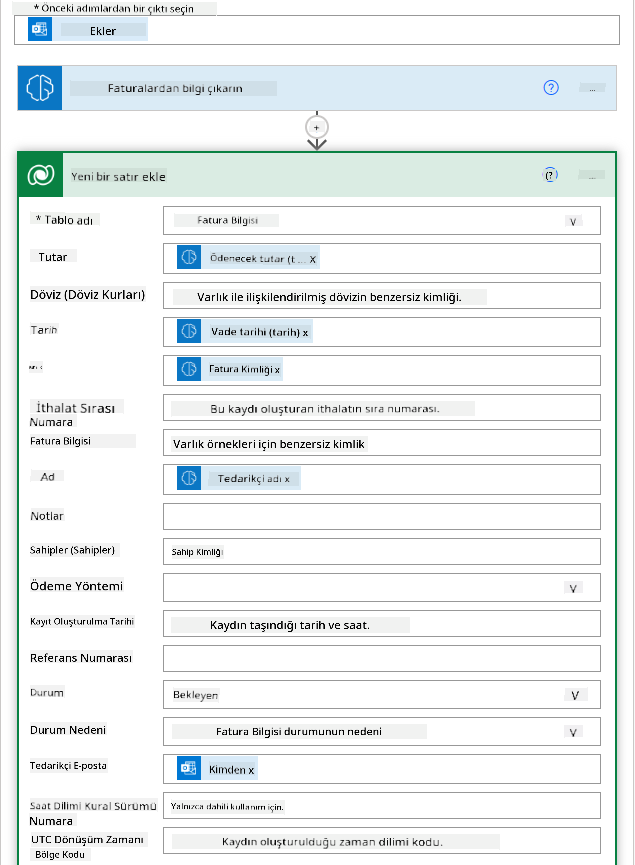 * Önceki adımlardan bir çıktı seçin
Ekler
Faturalardan bilgi çıkarın
?
...
+
Yeni bir satır ekle
(?
...
* Tablo adı
Fatura Bilgisi
V
Tutar
Ödenecek tutar (t ... X
Döviz (Döviz Kurları)
Varlık ile ilişkilendirilmiş dövizin benzersiz kimliği.
Tarih
Vade tarihi (tarih) x
Fatura Kimliği x
İthalat Sırası
Numara
Bu kaydı oluşturan ithalatın sıra numarası.
Fatura Bilgisi
Varlık örnekleri için benzersiz kimlik
Ad
Tedarikçi adı x
Notlar
Sahipler (Sahipler)
Sahip Kimliği
Ödeme Yöntemi
V
Kayıt Oluşturulma Tarihi
Kaydın taşındığı tarih ve saat.
Referans Numarası
Durum
Bekleyen
V
Durum Nedeni
Fatura Bilgisi durumunun nedeni
V
Tedarikçi E-posta
Kimden x
Saat Dilimi Kural Sürümü
Numara
Yalnızca dahili kullanım için.
UTC Dönüşüm Zamanı
Bölge Kodu
Kaydın oluşturulduğu zaman dilimi kodu.